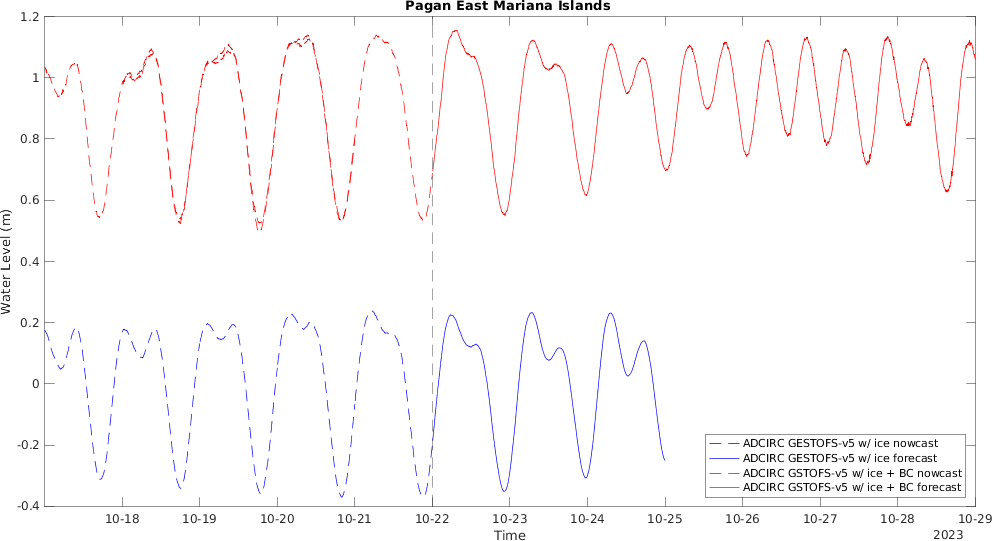 Pagan East Mariana Islands
Water Level (m)
1.2
1
0.8
0.6
0.4
0.2
0
-0.2
-0.4
10-18 10-19 10-20 10-21 10-22 10-23 10-24 10-25 10-26 10-27 10-28 10-29
Time
2023
ADCIRC GESTOFS-v5 w/ ice nowcast
ADCIRC GESTOFS-v5 w/ ice forecast
ADCIRC GSTOFS-v5 w/ ice + BC nowcast
ADCIRC GSTOFS-v5 w/ ice + BC forecast